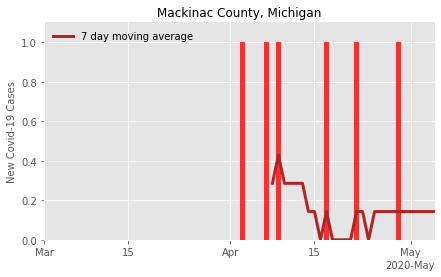 Mackinac County, Michigan
7 day moving average
New Covid-19 Cases
1.0
0.8
0.6
0.4
0.2
0.0
Mar
15
Apr
15
May
2020-May